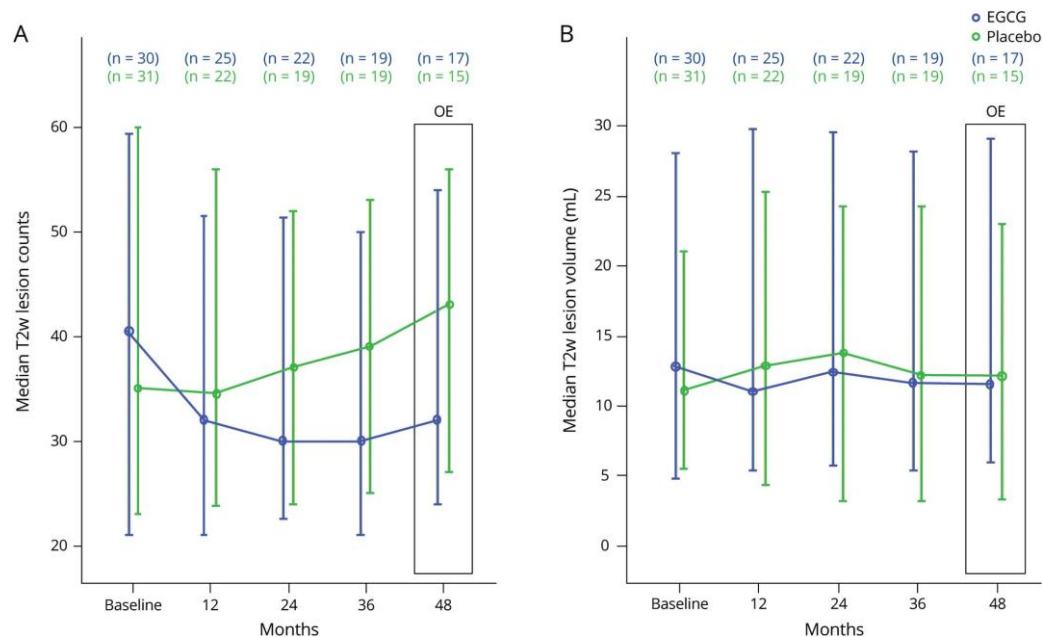 EGCG
Placebo
A
(n = 30) (n = 25) (n = 22) (n = 19) (n = 17)
(n = 31) (n = 22) (n = 19) (n = 19) (n = 15)
OE
60
50
40
30
20
Median T2w lesion counts
Baseline 12 24 36 48
Months
B
(n = 30) (n = 25) (n = 22) (n = 19) (n = 17)
(n = 31) (n = 22) (n = 19) (n = 19) (n = 15)
OE
30
25
20
15
10
5
0
Median T2w lesion volume (mL)
Baseline 12 24 36 48
Months